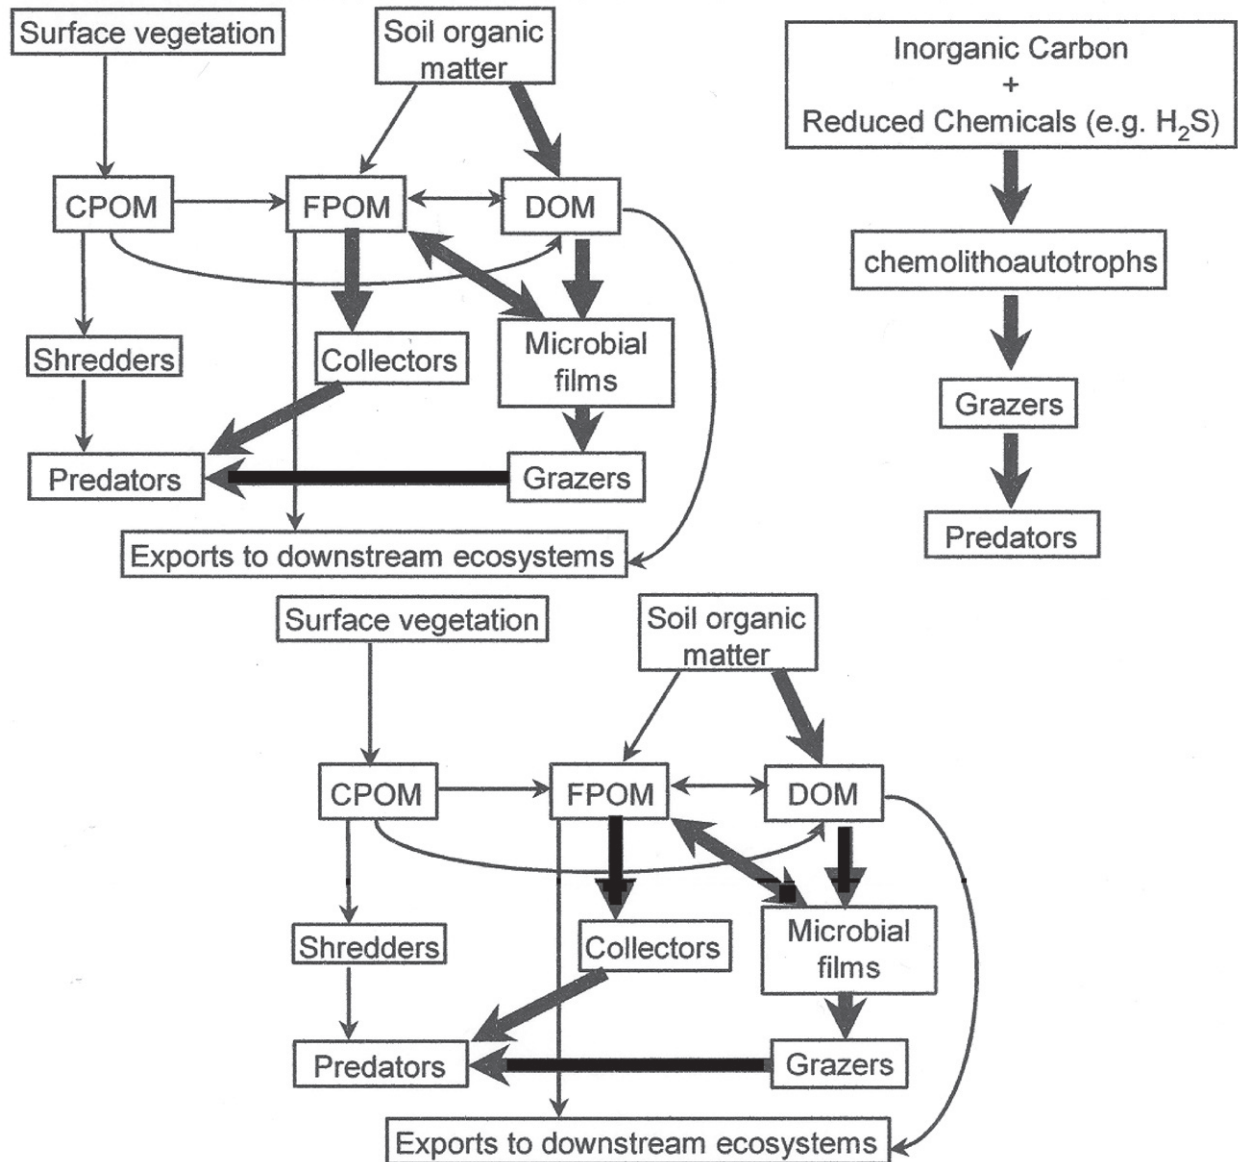 Surface vegetation
Soil organic
matter
CPOM
FPOM
DOM
Shredders
Collectors
Microbial
films
Predators
Grazers
Exports to downstream ecosystems
Inorganic Carbon
+
Reduced Chemicals (e.g. H₂S)
chemolithoautotrophs
Grazers
Predators
Surface vegetation
Soil organic
matter
CPOM
FPOM
DOM
Shredders
Collectors
Microbial
films
Predators
Grazers
Exports to downstream ecosystems